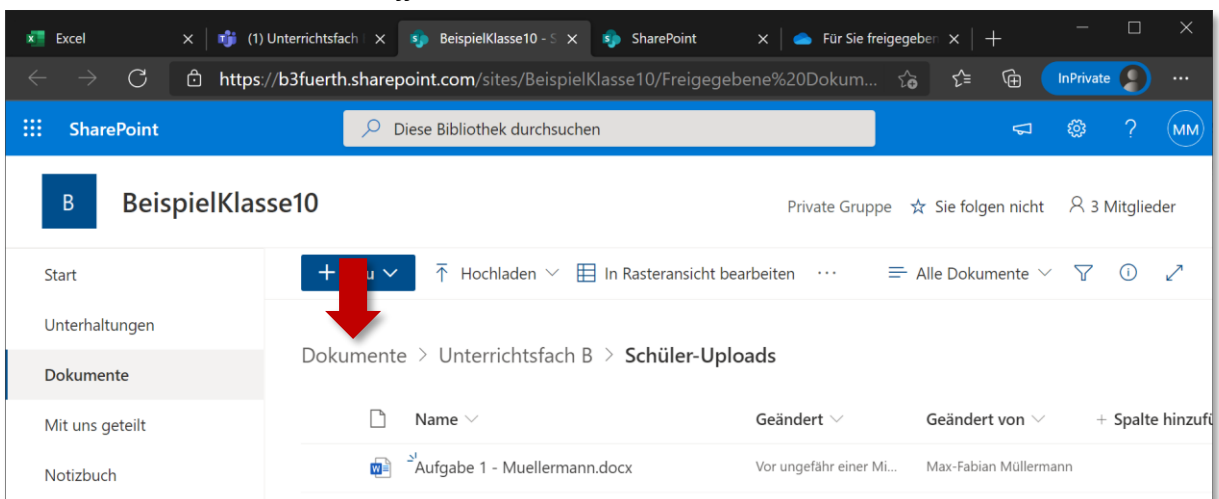 Excel
(1) Unterrichtsfach
BeispielKlasse10 - S
SharePoint
Für Sie freigegeben
https://b3fuerth.sharepoint.com/sites/BeispielKlasse10/Freigegebene%20Dokum...
InPrivate
SharePoint
Diese Bibliothek durchsuchen
?
MM
B
BeispielKlasse10
Private Gruppe
Sie folgen nicht
3 Mitglieder
Start
Unterhaltungen
Dokumente
Mit uns geteilt
Notizbuch
+
Hochladen
In Rasteransicht bearbeiten
...
Alle Dokumente
Dokumente > Unterrichtsfach B > Schüler-Uploads
Name
Geändert
Geändert von
+ Spalte hinzufü
Aufgabe 1 - Muellermann.docx
Vor ungefähr einer Mi...
Max-Fabian Müllermann